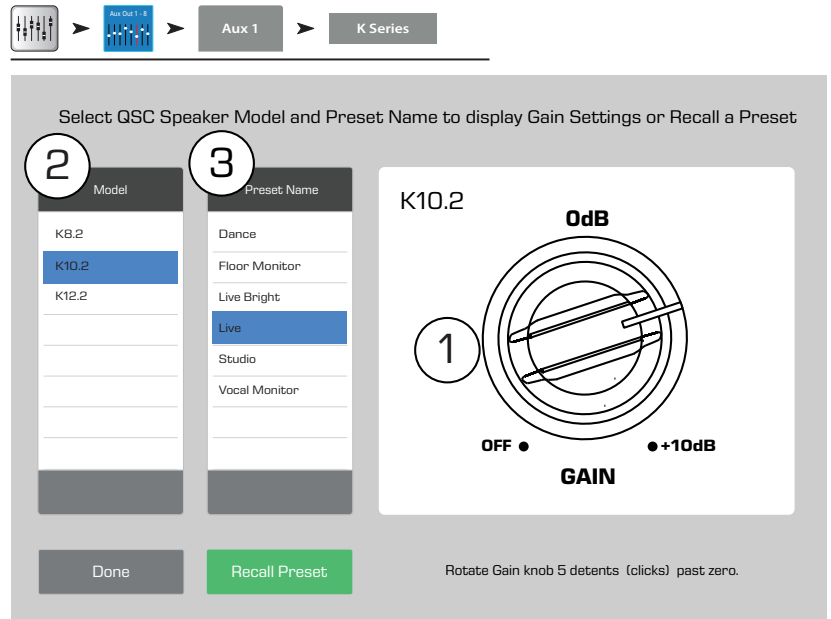 Aux Out 1 - 8
Aux 1
K Series
Select QSC Speaker Model and Preset Name to display Gain Settings or Recall a Preset
2
Model
K8.2
K10.2
K12.2
3
Preset Name
Dance
Floor Monitor
Live Bright
Live
Studio
Vocal Monitor
K10.2
0dB
1
OFF
+10dB
GAIN
Done
Recall Preset
Rotate Gain knob 5 detents (clicks) past zero.